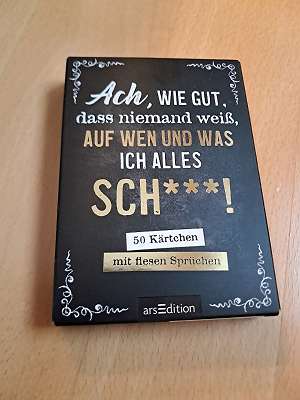 Ach, WIE GUT,
dass niemand weiß,
AUF WEN UND WAS
ICH ALLES
SCH***!
50 Kärtchen
mit fiesen Sprüchen
arsEdition